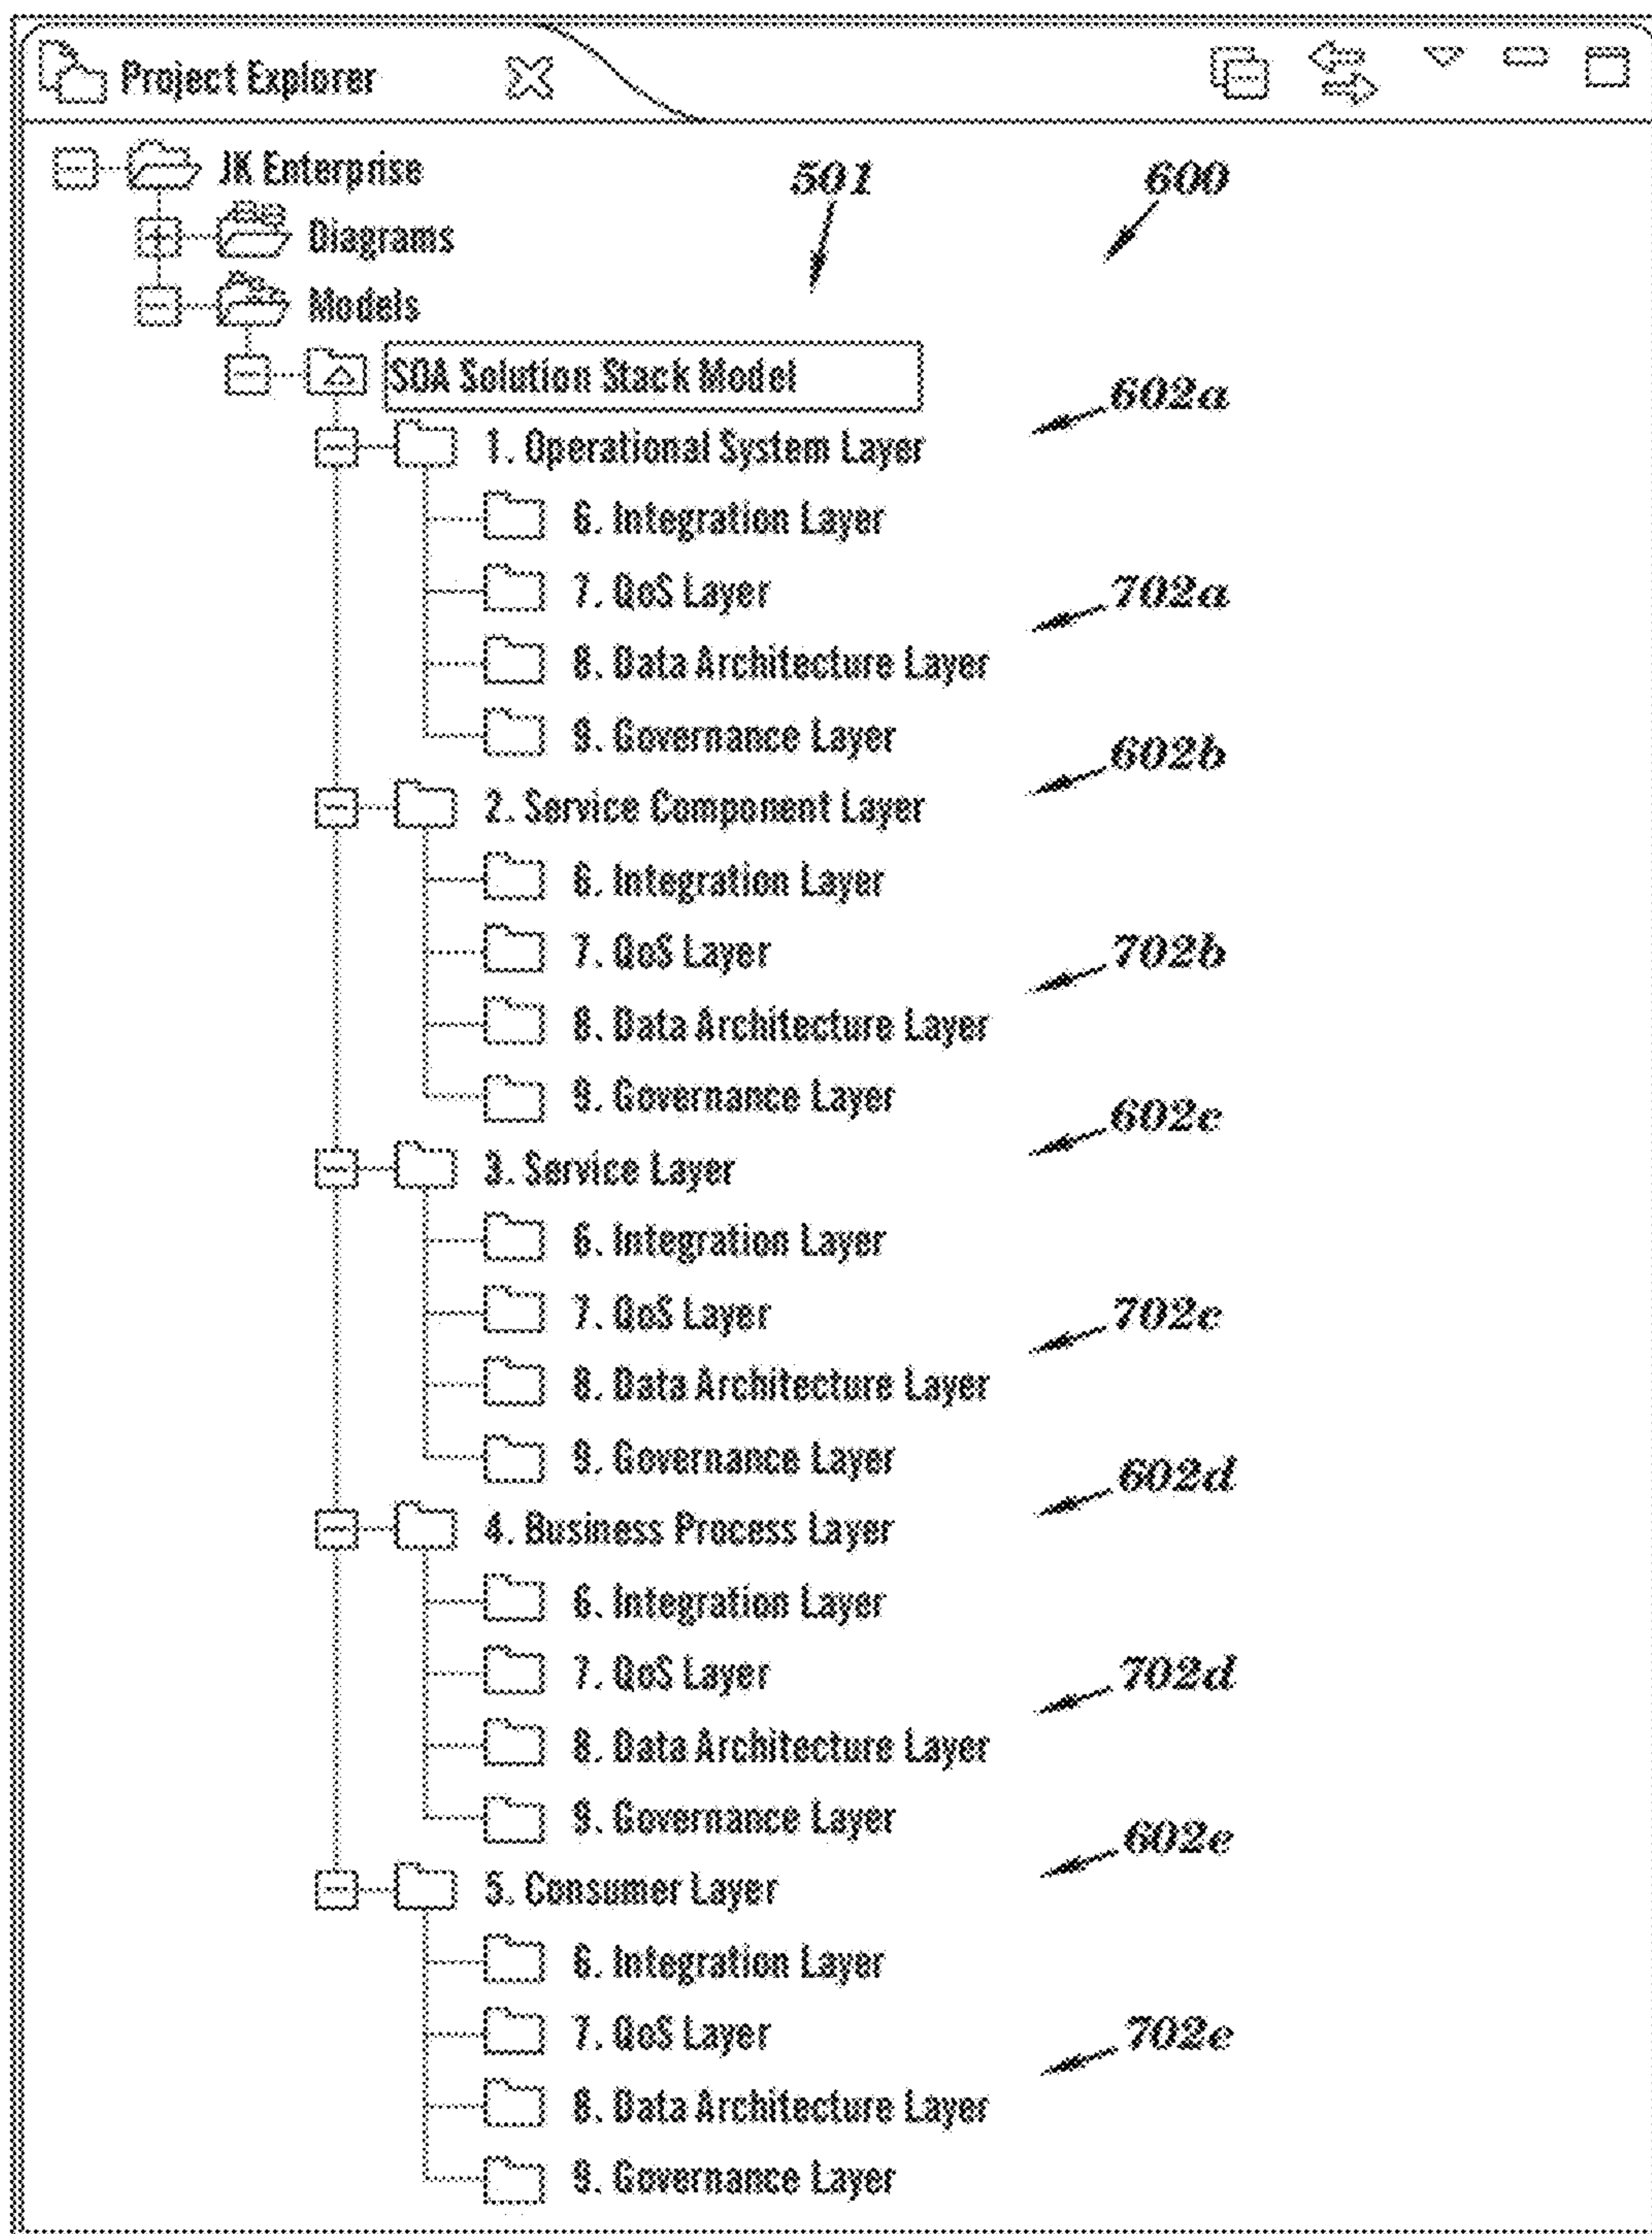 Project Explorer
JK Enterprise
501
600
Diagrams
Models
SOA Solution Stack Model
602a
1. Operational System Layer
6. Integration Layer
7. QoS Layer
702a
8. Data Architecture Layer
9. Governance Layer
602b
2. Service Component Layer
6. Integration Layer
7. QoS Layer
702b
8. Data Architecture Layer
9. Governance Layer
602c
3. Service Layer
6. Integration Layer
7. QoS Layer
702c
8. Data Architecture Layer
9. Governance Layer
602d
4. Business Process Layer
6. Integration Layer
7. QoS Layer
702d
8. Data Architecture Layer
9. Governance Layer
602e
5. Consumer Layer
6. Integration Layer
7. QoS Layer
702e
8. Data Architecture Layer
9. Governance Layer